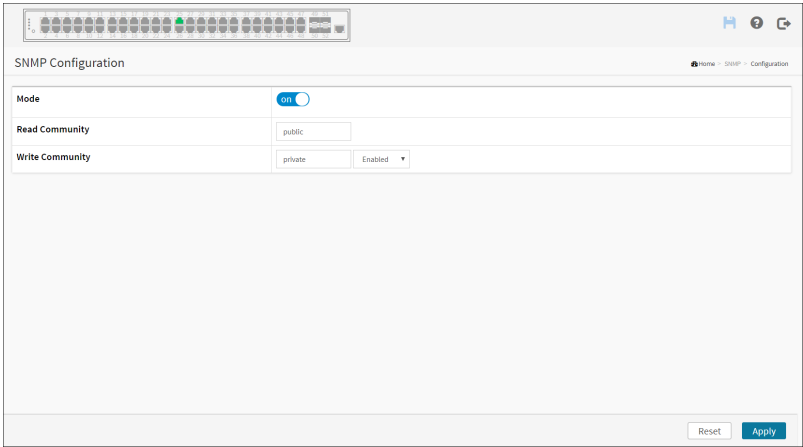 SNMP Configuration
Home > SNMP > Configuration
Mode
on
Read Community
public
Write Community
private
Enabled
Reset
Apply